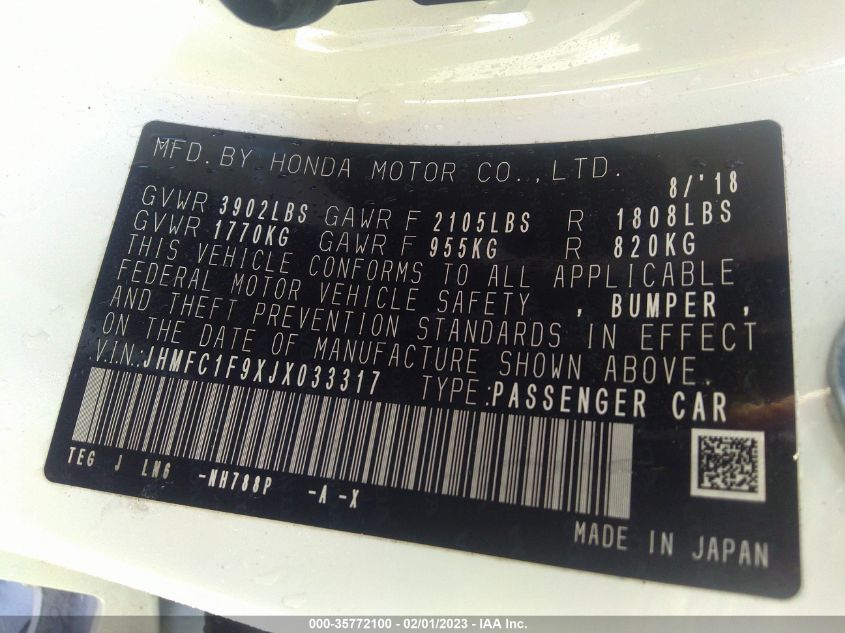 MFD. BY HONDA MOTOR CO., LTD. 8/'18
GVWR 3902LBS GAWR F 2105LBS R 1808LBS
GVWR 1770KG GAWR F 955KG R 820KG
THIS VEHICLE CONFORMS TO ALL APPLICABLE
FEDERAL MOTOR VEHICLE SAFETY , BUMPER ,
AND THEFT PREVENTION STANDARDS IN EFFECT
ON THE DATE OF MANUFACTURE SHOWN ABOVE.
VIN:JHMFC1F9XJX033317 TYPE:PASSENGER CAR
TEG J LN6 -NH788P -A -X
MADE IN JAPAN
000-35772100 - 02/01/2023 - IAA Inc.